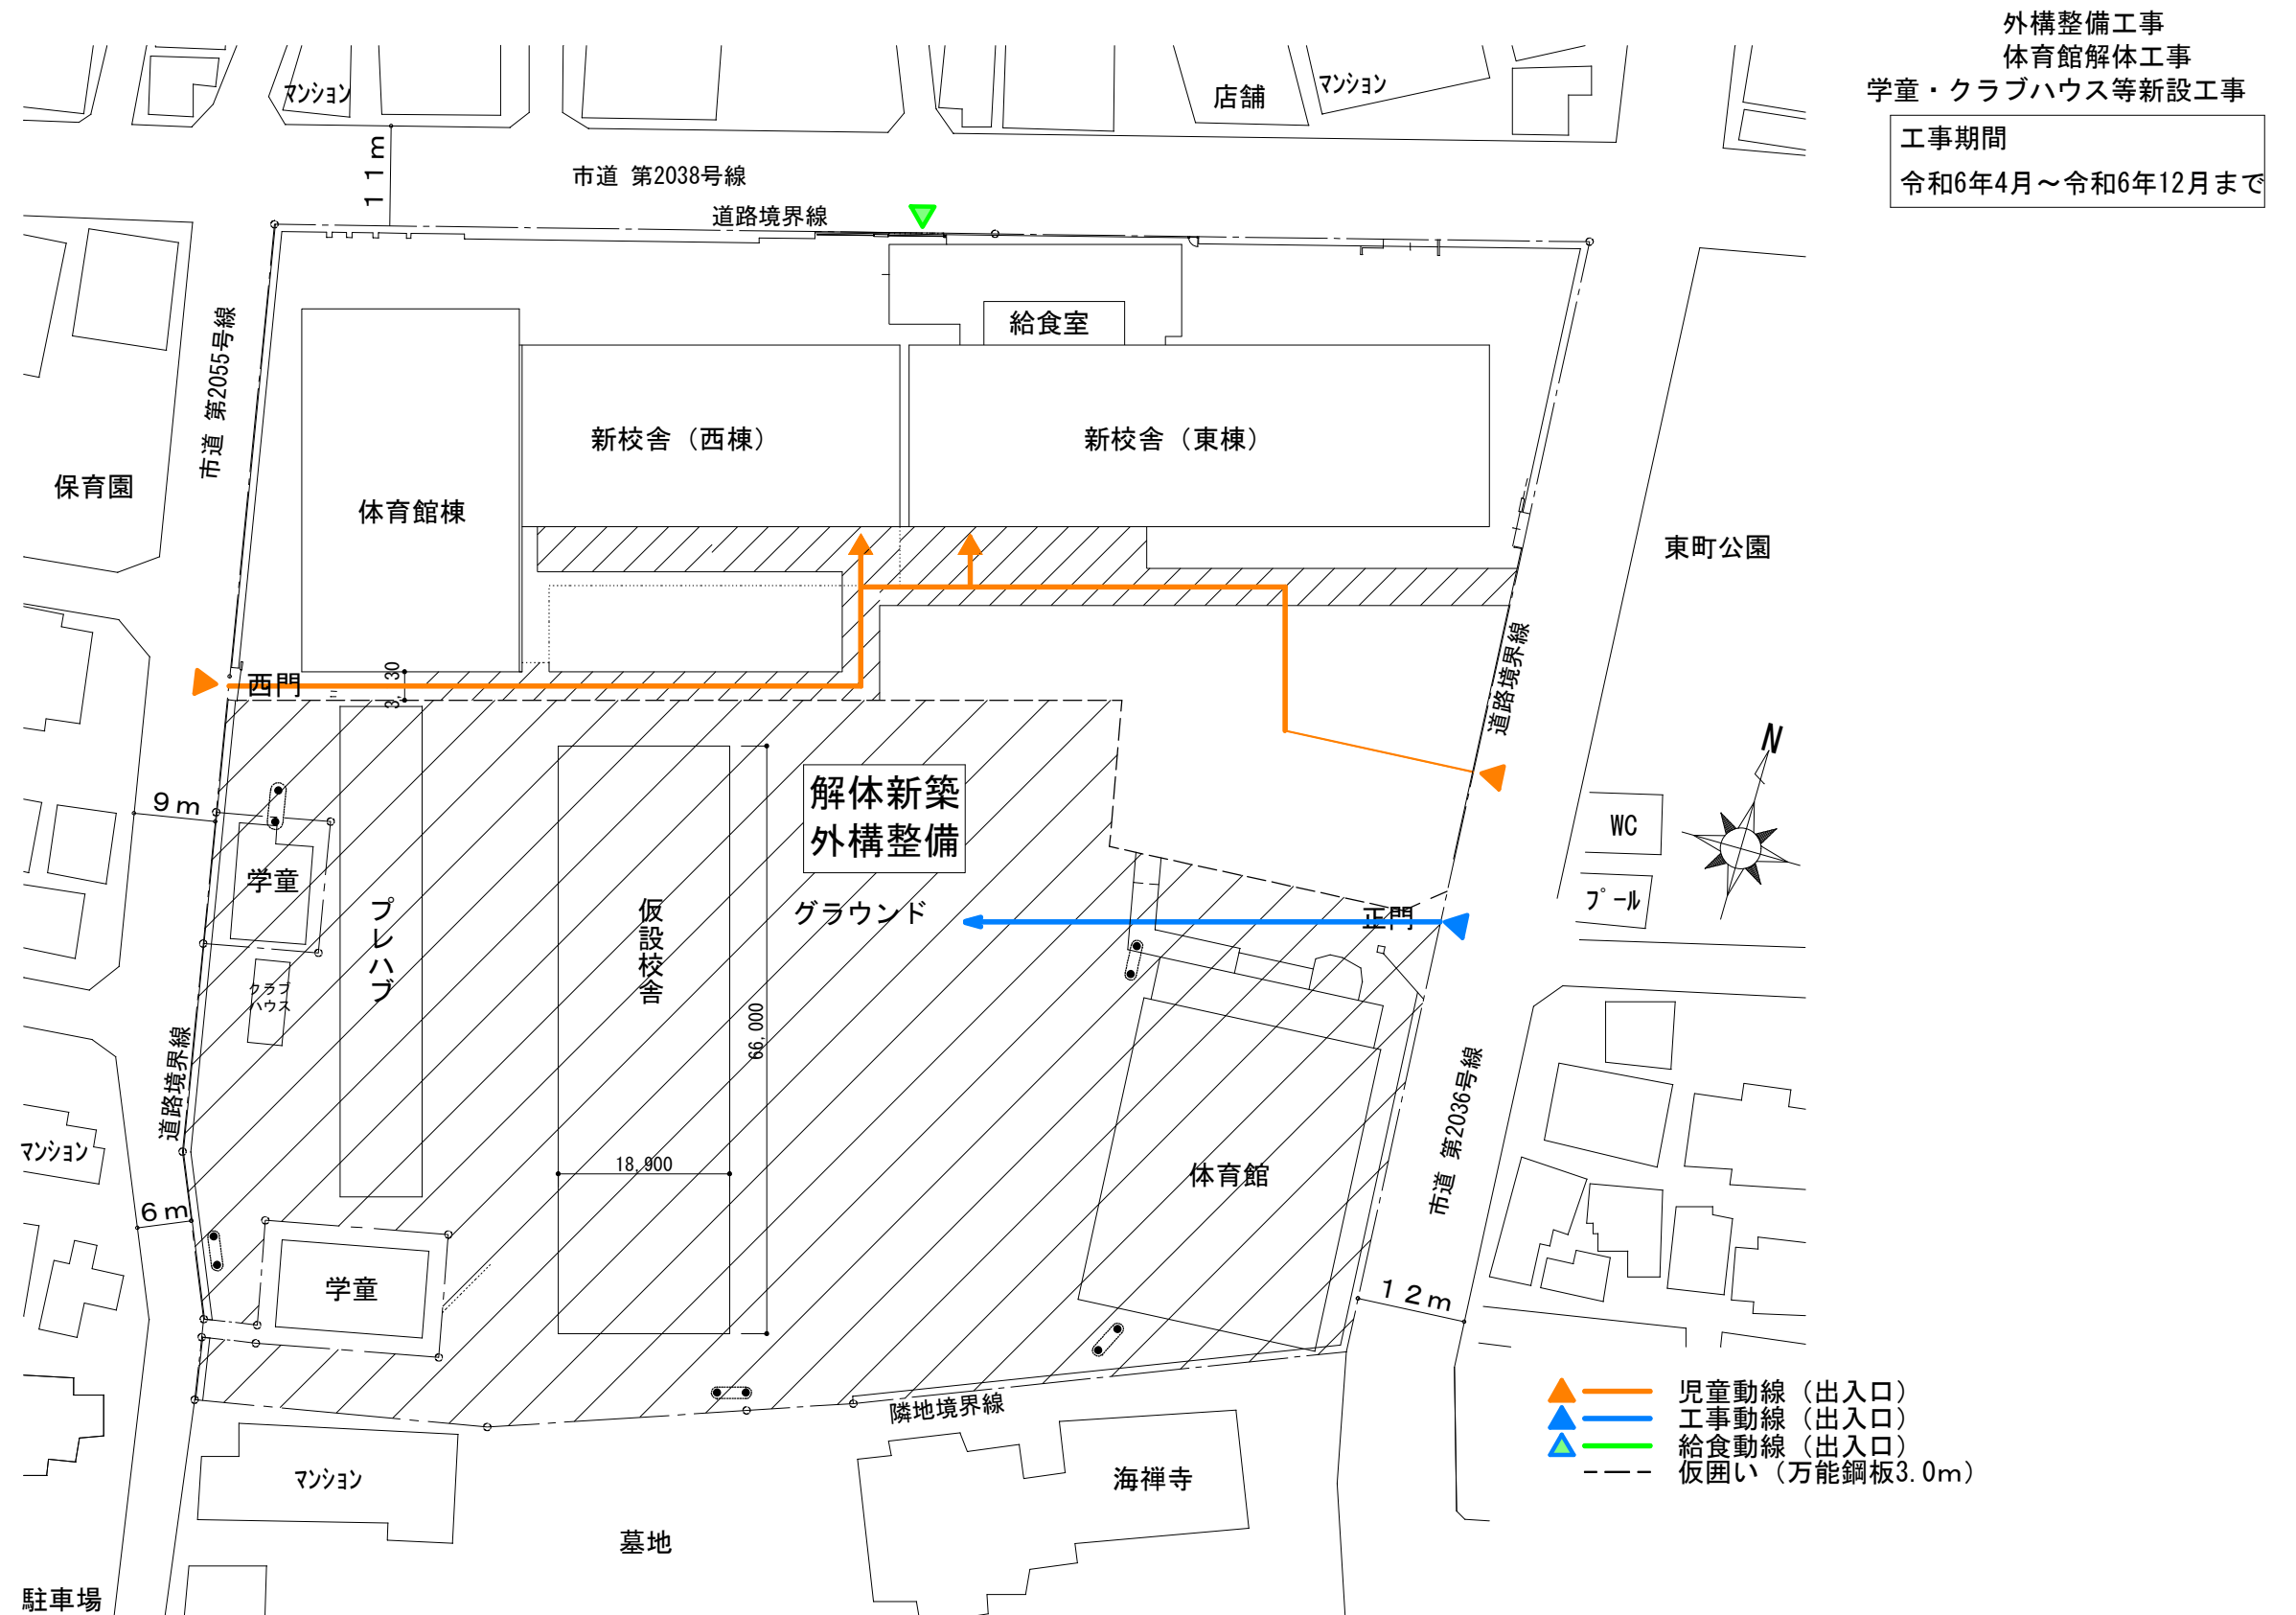 外構整備工事
体育館解体工事
学童・クラブハウス等新設工事
工事期間
令和6年4月～令和6年12月まで
マンション
店舗
マンション
11m
市道 第2038号線
道路境界線
市道 第2055号線
給食室
新校舎（西棟）
新校舎（東棟）
体育館棟
保育園
東町公園
西門
3,30
道路境界線
N
解体新築
外構整備
9m
WC
学童
プレハブ
仮設校舎
グラウンド
正門
プール
クラブ
ハウス
66,000
道路境界線
市道 第2036号線
マンション
18,900
体育館
6m
学童
12m
隣地境界線
児童動線（出入口）
工事動線（出入口）
給食動線（出入口）
仮囲い（万能鋼板3.0m）
マンション
海禅寺
墓地
駐車場